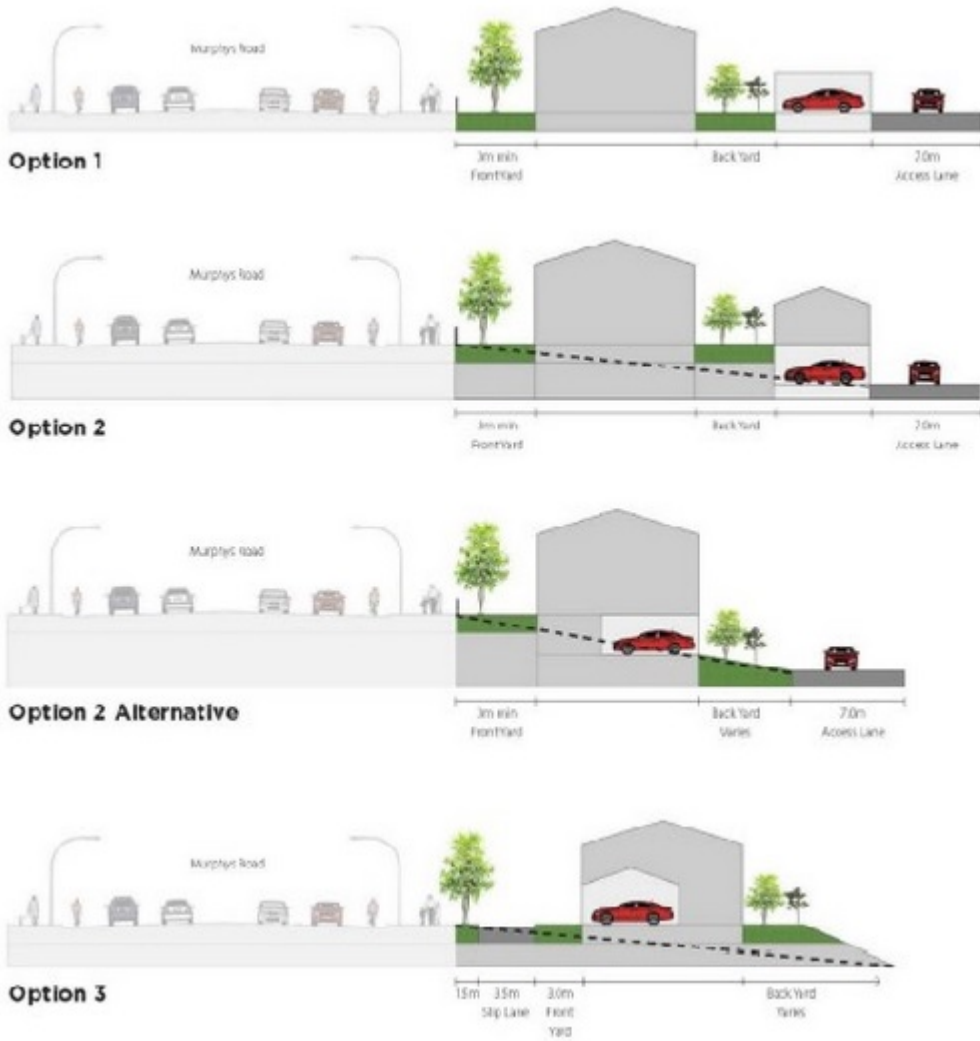 Murphys Road
Option 1
3m min
Front Yard
Back Yard
7.0m
Access Lane
Murphys Road
Option 2
3m min
Front Yard
Back Yard
7.0m
Access Lane
Murphys Road
Option 2 Alternative
3m min
Front Yard
Back Yard
Varies
7.0m
Access Lane
Murphys Road
Option 3
1.5m
3.5m
Slip Lane
3.0m
Front
Yard
Back Yard
Varies